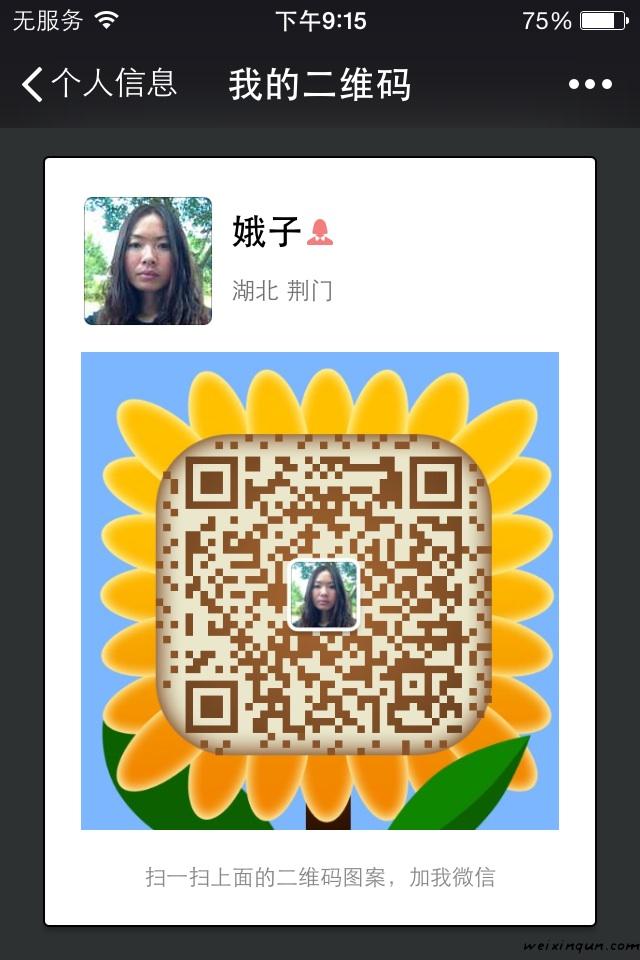 无服务 下午9:15 75%
个人信息 我的二维码
娥子
湖北 荆门
扫一扫上面的二维码图案，加我微信
weixinqun.com